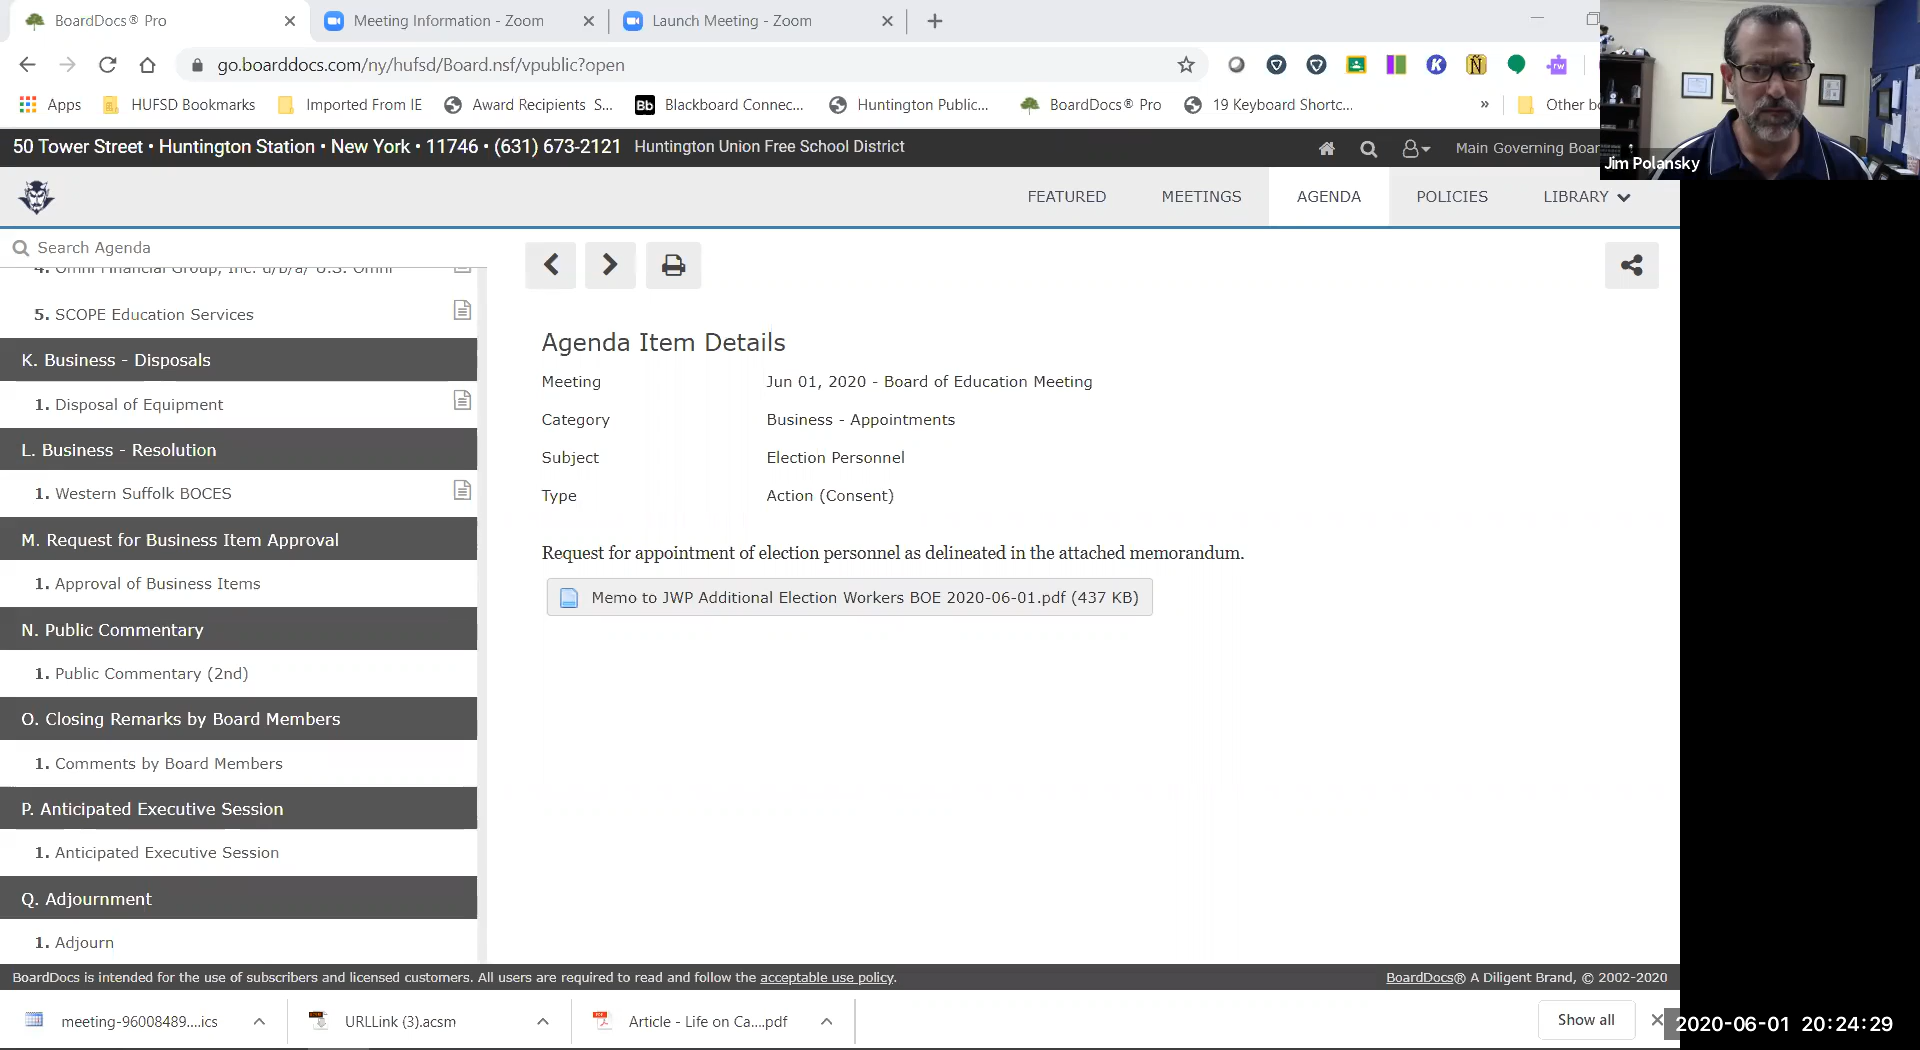 BoardDocs® Pro
Meeting Information - Zoom
Launch Meeting - Zoom
go.boarddocs.com/ny/hufsd/Board.nsf/vpublic?open
Apps
HUFSD Bookmarks
Imported From IE
Award Recipients S...
Bb
Blackboard Connec...
Huntington Public...
BoardDocs® Pro
19 Keyboard Shortc...
»
Other bo
50 Tower Street • Huntington Station • New York • 11746 • (631) 673-2121 Huntington Union Free School District
Main Governing Boar
Jim Polansky
FEATURED
MEETINGS
AGENDA
POLICIES
LIBRARY
Search Agenda
4. Omni Financial Group, Inc. d/b/a/ U.S. Omni
5. SCOPE Education Services
K. Business - Disposals
1. Disposal of Equipment
L. Business - Resolution
1. Western Suffolk BOCES
M. Request for Business Item Approval
1. Approval of Business Items
N. Public Commentary
1. Public Commentary (2nd)
O. Closing Remarks by Board Members
1. Comments by Board Members
P. Anticipated Executive Session
1. Anticipated Executive Session
Q. Adjournment
1. Adjourn
Agenda Item Details
Meeting Jun 01, 2020 - Board of Education Meeting
Category Business - Appointments
Subject Election Personnel
Type Action (Consent)
Request for appointment of election personnel as delineated in the attached memorandum.
Memo to JWP Additional Election Workers BOE 2020-06-01.pdf (437 KB)
BoardDocs is intended for the use of subscribers and licensed customers. All users are required to read and follow the acceptable use policy.
BoardDocs® A Diligent Brand, © 2002-2020
meeting-96008489....ics
URLLink (3).acsm
Article - Life on Ca....pdf
Show all
2020-06-01 20:24:29